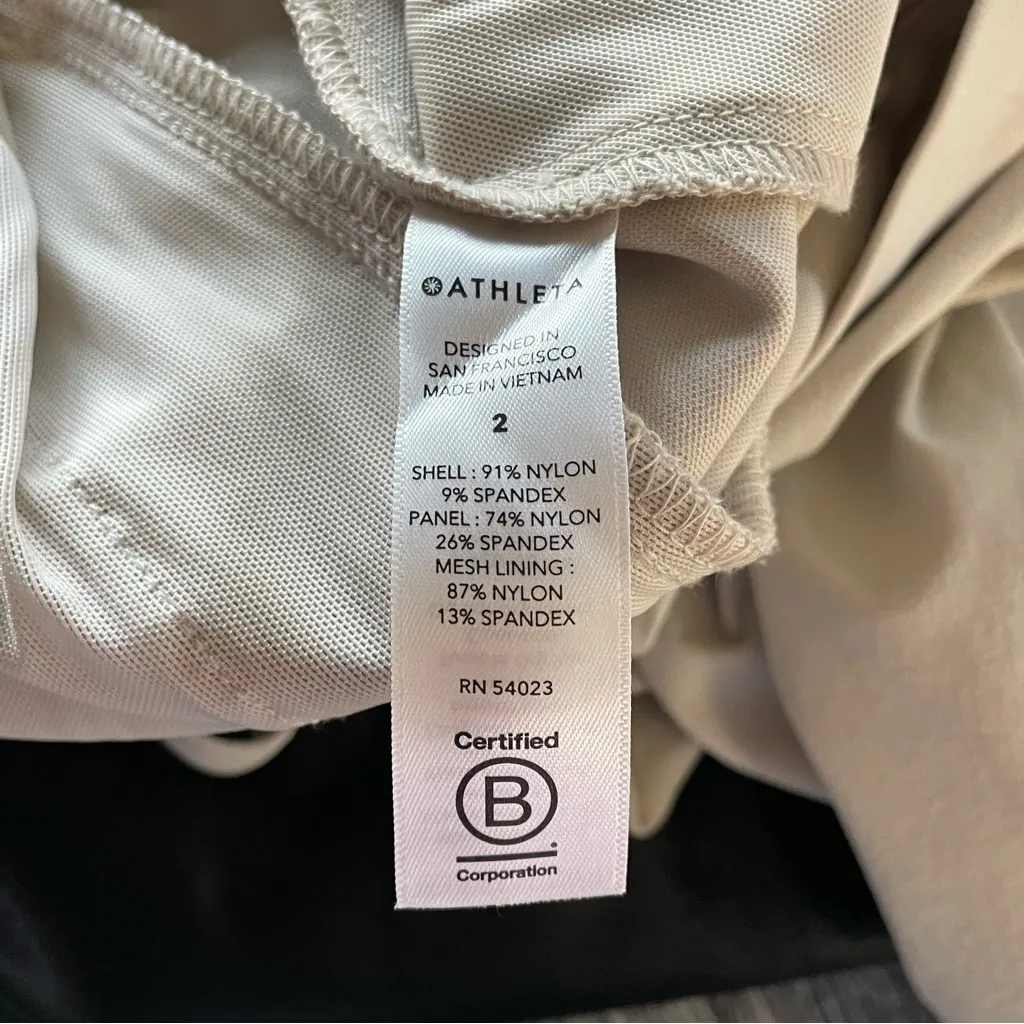 ATHLETA
DESIGNED IN
SAN FRANCISCO
MADE IN VIETNAM
2
SHELL : 91% NYLON
9% SPANDEX
PANEL : 74% NYLON
26% SPANDEX
MESH LINING :
87% NYLON
13% SPANDEX
RN 54023
Certified
B
Corporation